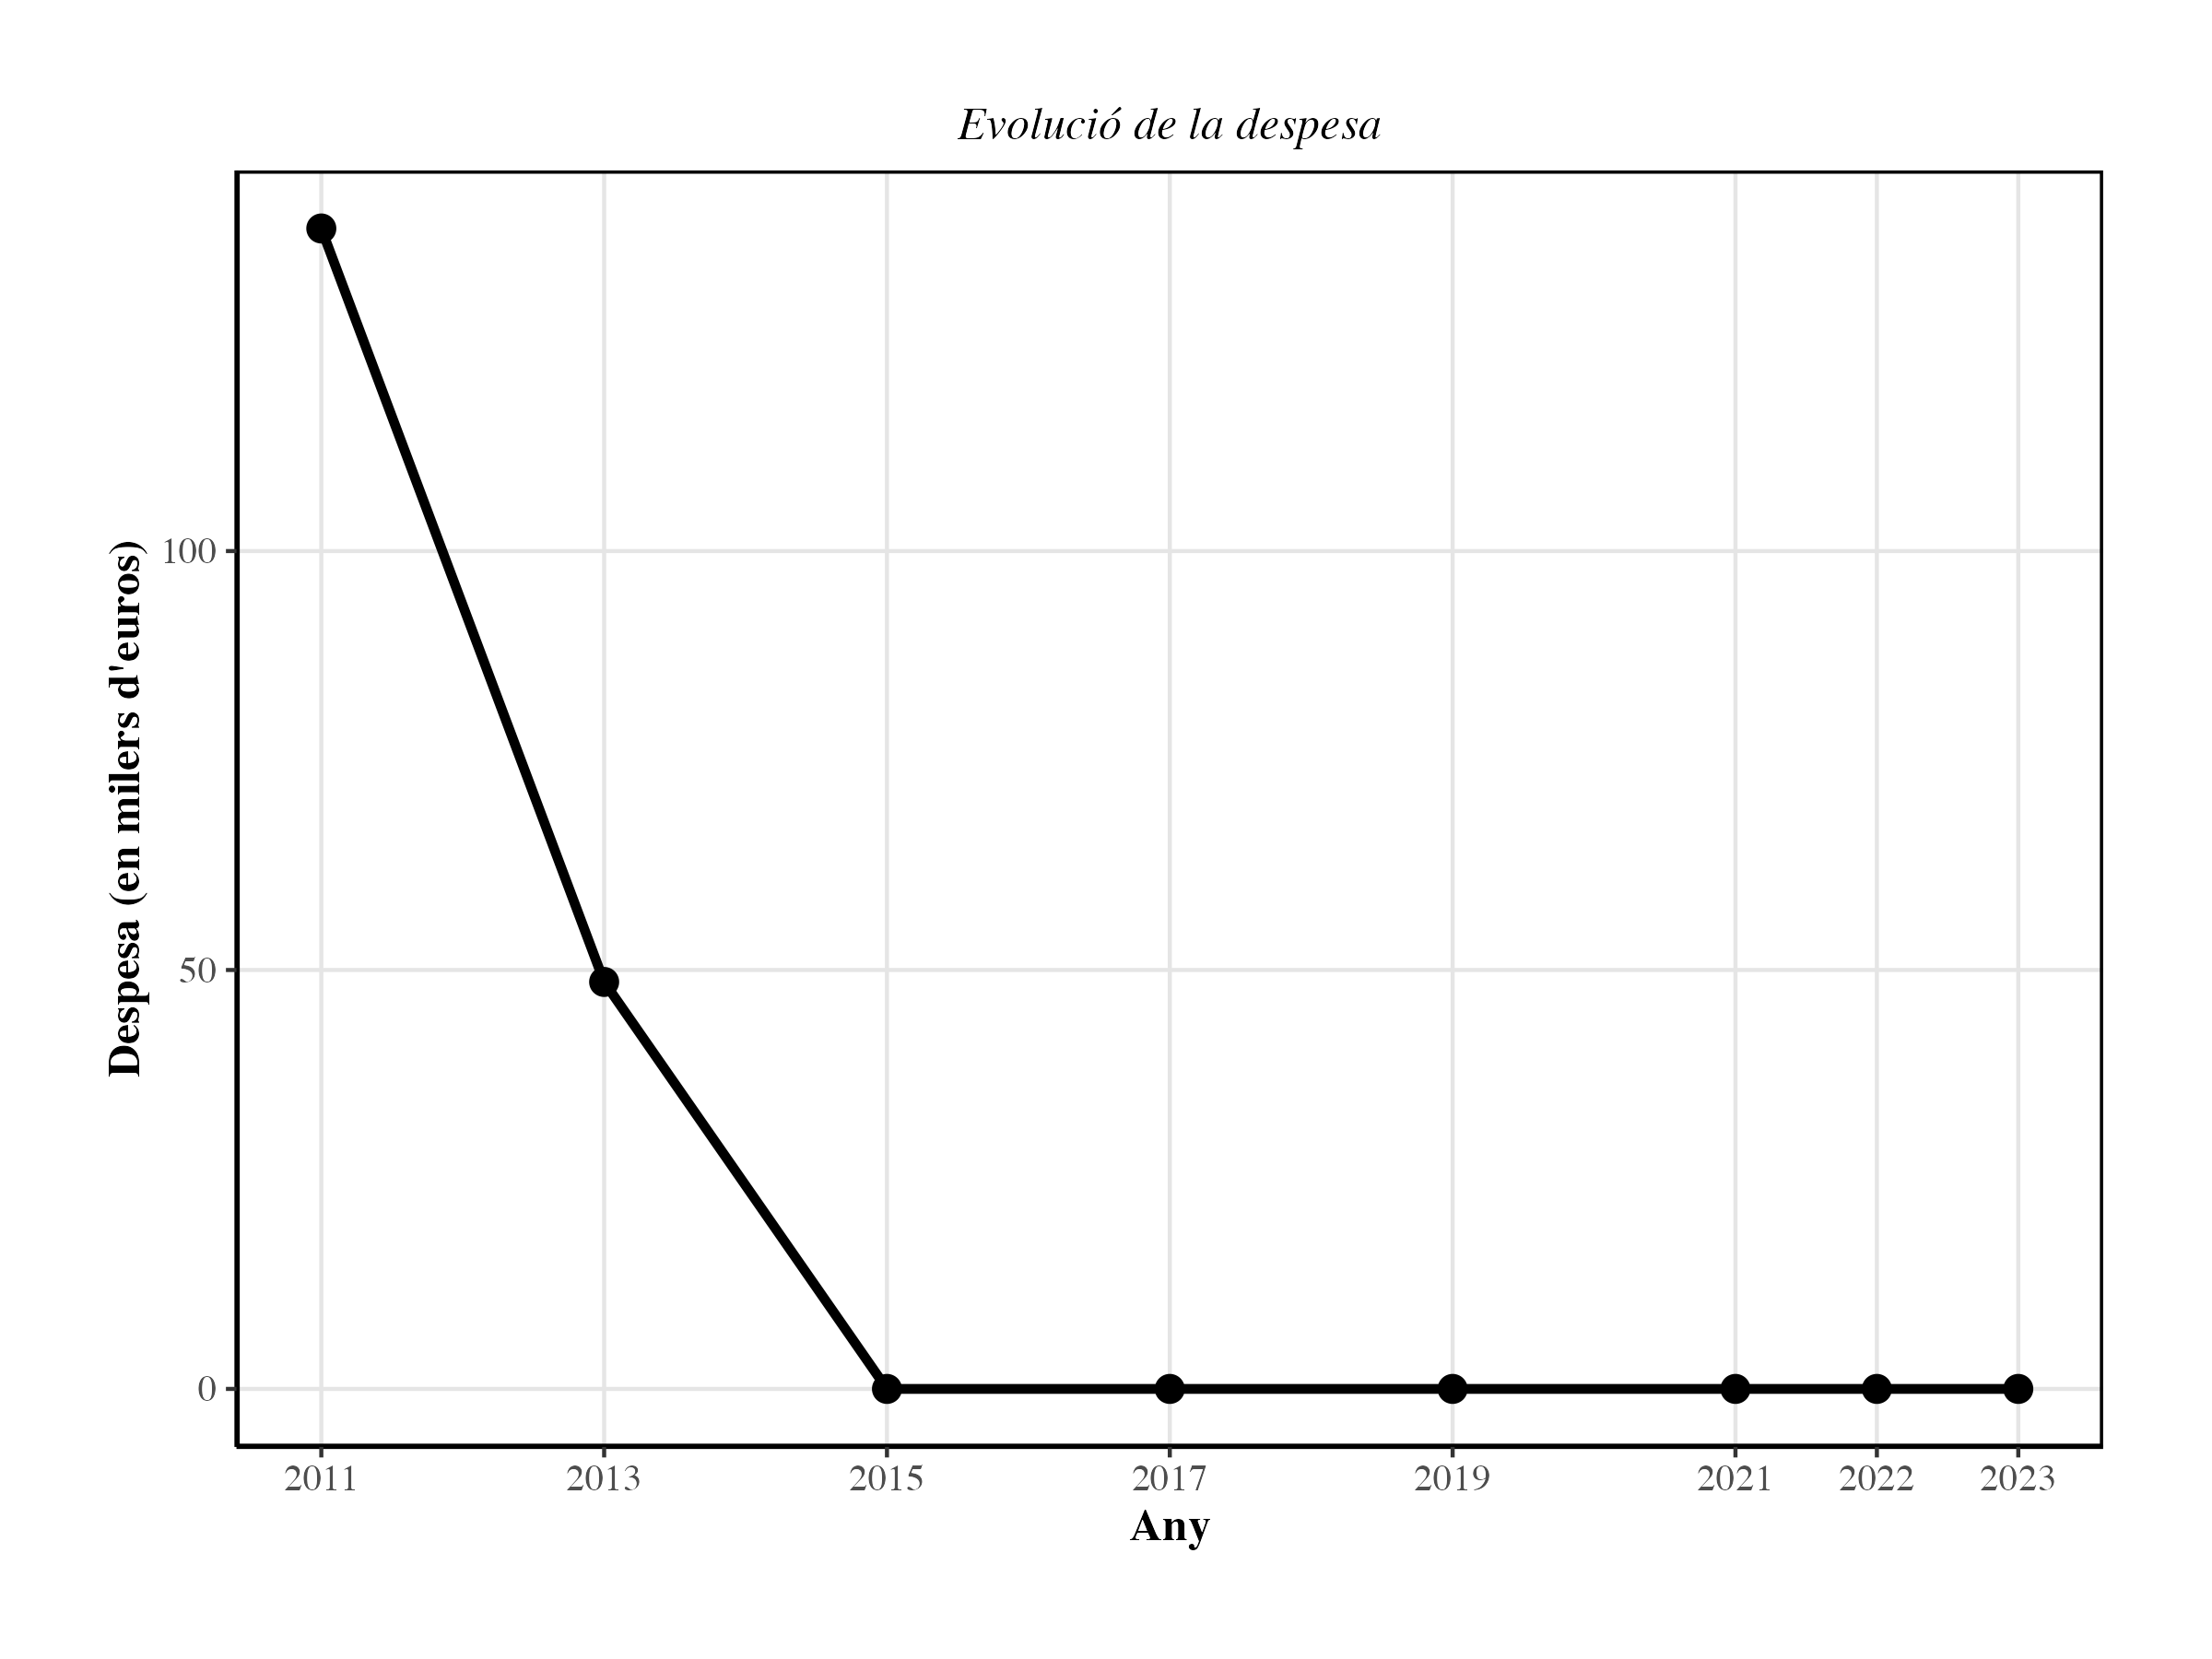 Evolució de la despesa
Despesa (en milers d'euros)
100
50
0
2011 2013 2015 2017 2019 2021 2022 2023
Any